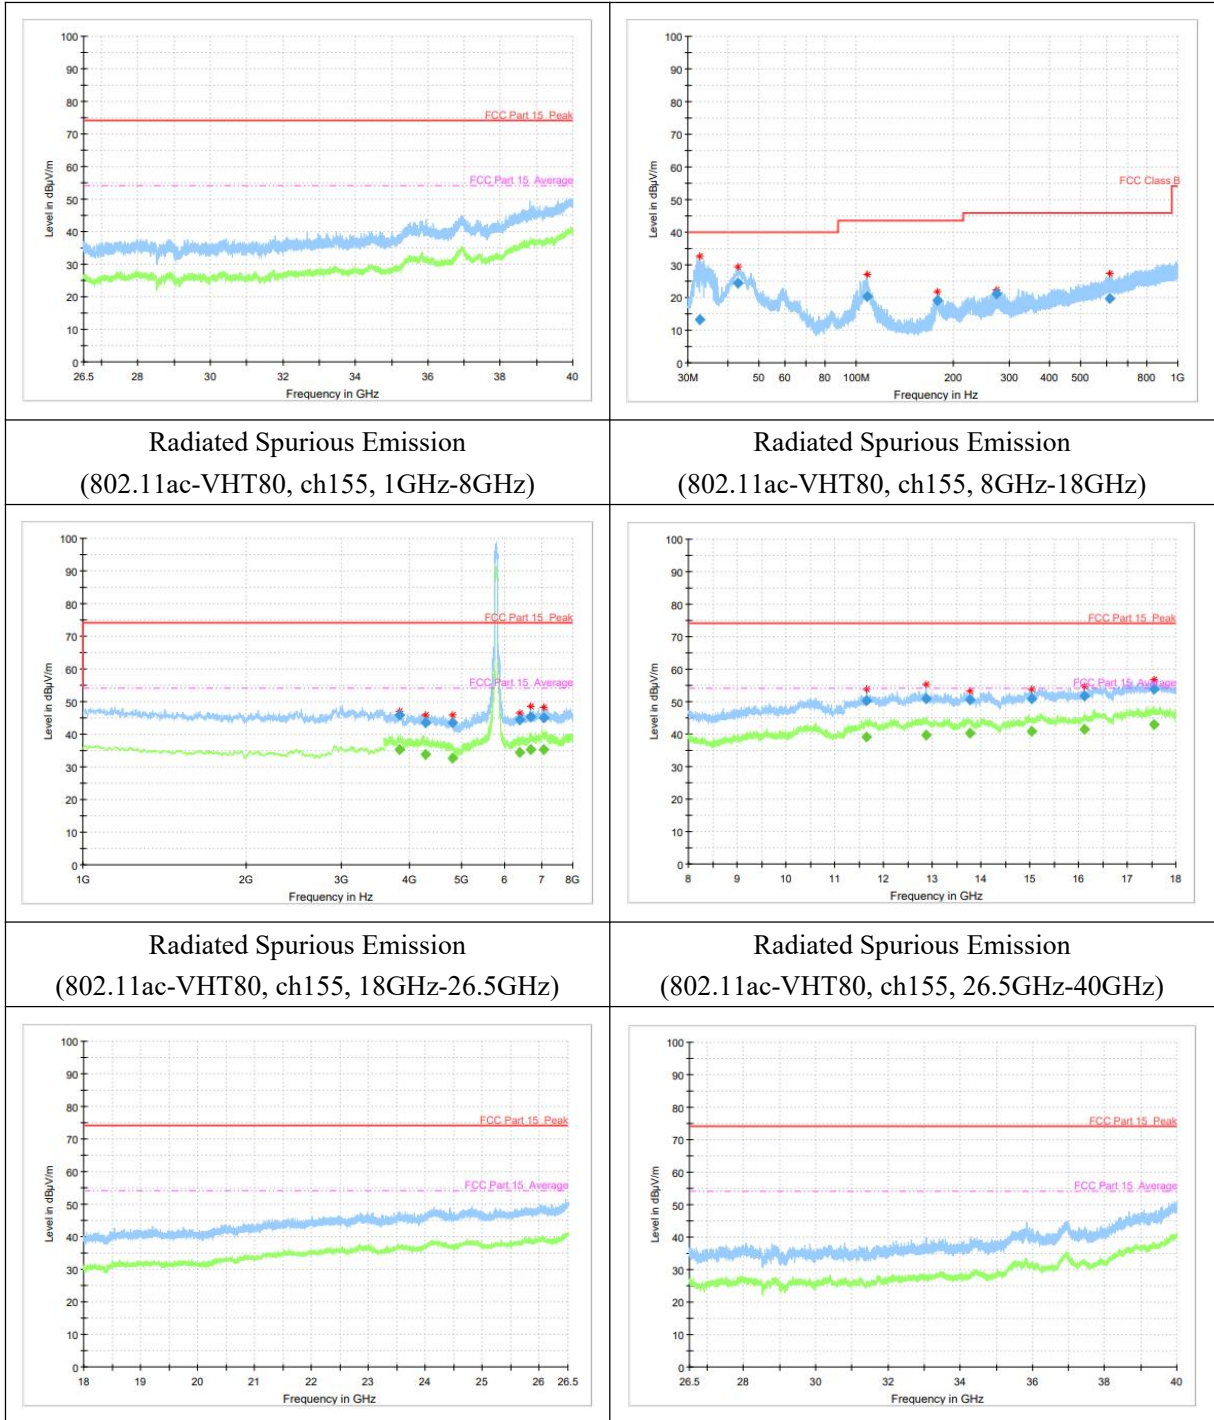 100
90
80
70
60
50
40
30
20
10
0
Level in dBµV/m
FCC Part 15 Peak
FCC Part 15 Average
26.5 28 30 32 34 36 38 40
Frequency in GHz
100
90
80
70
60
50
40
30
20
10
0
Level in dBµV/m
FCC Class B
30M 50 60 80 100M 200 300 400 500 800 1G
Frequency in Hz
Radiated Spurious Emission
(802.11ac-VHT80, ch155, 1GHz-8GHz)
Radiated Spurious Emission
(802.11ac-VHT80, ch155, 8GHz-18GHz)
100
90
80
70
60
50
40
30
20
10
0
Level in dBµV/m
FCC Part 15 Peak
FCC Part 15 Average
1G 2G 3G 4G 5G 6 7 8G
Frequency in Hz
100
90
80
70
60
50
40
30
20
10
0
Level in dBµV/m
FCC Part 15 Peak
FCC Part 15 Average
8 9 10 11 12 13 14 15 16 17 18
Frequency in GHz
Radiated Spurious Emission
(802.11ac-VHT80, ch155, 18GHz-26.5GHz)
Radiated Spurious Emission
(802.11ac-VHT80, ch155, 26.5GHz-40GHz)
100
90
80
70
60
50
40
30
20
10
0
Level in dBµV/m
FCC Part 15 Peak
FCC Part 15 Average
18 19 20 21 22 23 24 25 26 26.5
Frequency in GHz
100
90
80
70
60
50
40
30
20
10
0
Level in dBµV/m
FCC Part 15 Peak
FCC Part 15 Average
26.5 28 30 32 34 36 38 40
Frequency in GHz